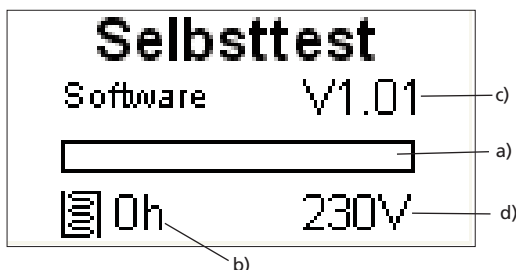 Selbsttest
Software V1.01 c)
a)
0h 230V d)
b)